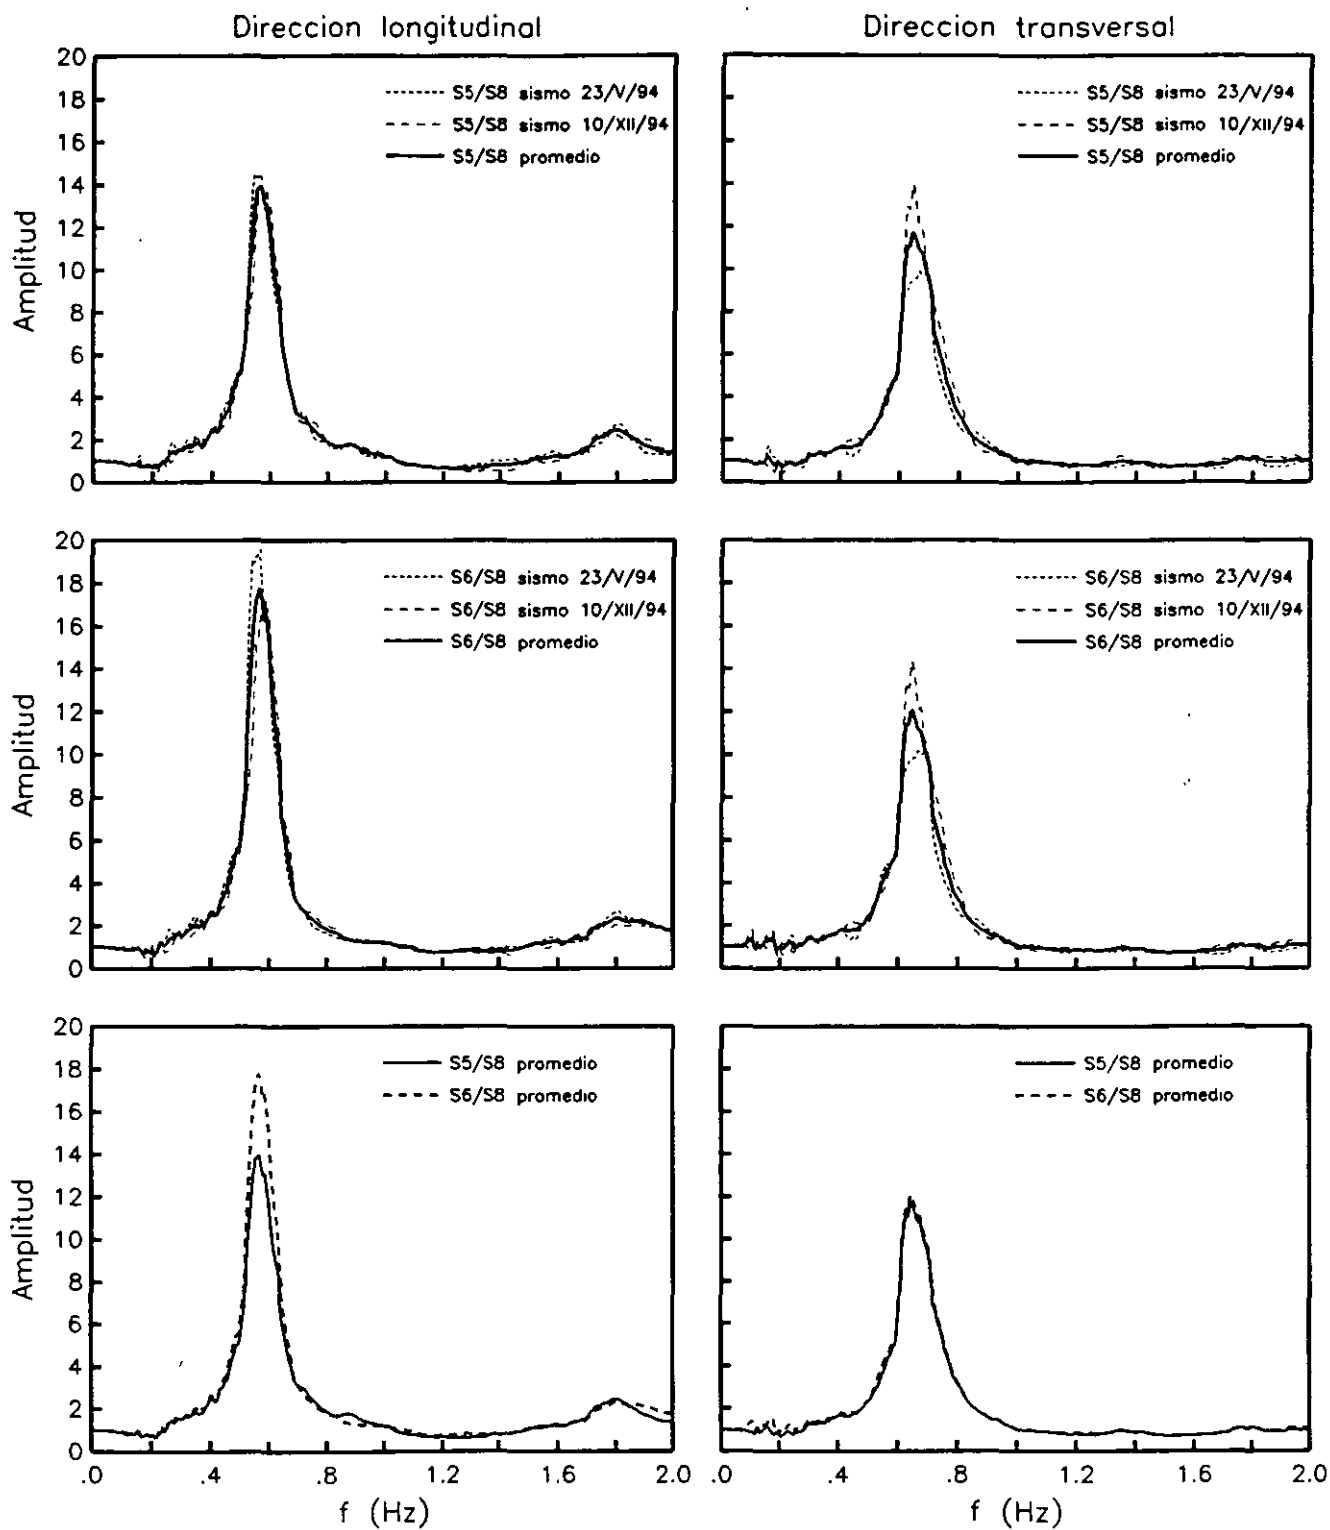 Direccion longitudinal
Direccion transversal
20
18
16
14
12
10
8
6
4
2
0
Amplitud
S5/S8 sismo 23/V/94
S5/S8 sismo 10/XII/94
S5/S8 promedio
S5/S8 sismo 23/V/94
S5/S8 sismo 10/XII/94
S5/S8 promedio
20
18
16
14
12
10
8
6
4
2
0
Amplitud
S6/S8 sismo 23/V/94
S6/S8 sismo 10/XII/94
S6/S8 promedio
S6/S8 sismo 23/V/94
S6/S8 sismo 10/XII/94
S6/S8 promedio
20
18
16
14
12
10
8
6
4
2
0
Amplitud
S5/S8 promedio
S6/S8 promedio
S5/S8 promedio
S6/S8 promedio
.0 .4 .8 1.2 1.6 2.0
.0 .4 .8 1.2 1.6 2.0
f (Hz)
f (Hz)